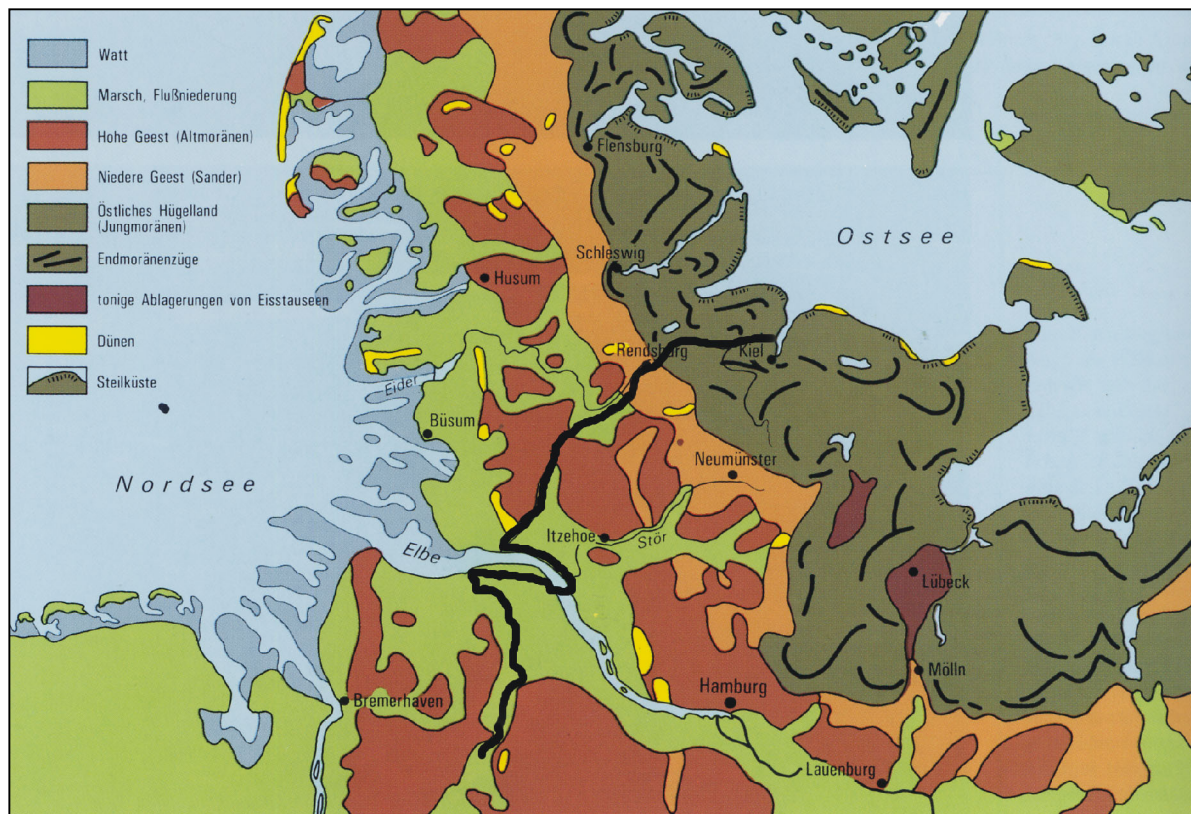 Watt
Marsch, Flußniederung
Hohe Geest (Altmoränen)
Niedere Geest (Sander)
Östliches Hügelland
(Jungmoränen)
Endmoränenzüge
tonige Ablagerungen von Eisstauseen
Dünen
Steilküste
Flensburg
Ostsee
Schleswig
Husum
Rendsburg
Kiel
Eider
Büsum
Neumünster
Nordsee
Itzehoe
Stör
Elbe
Lübeck
Mölln
Hamburg
Bremerhaven
Lauenburg